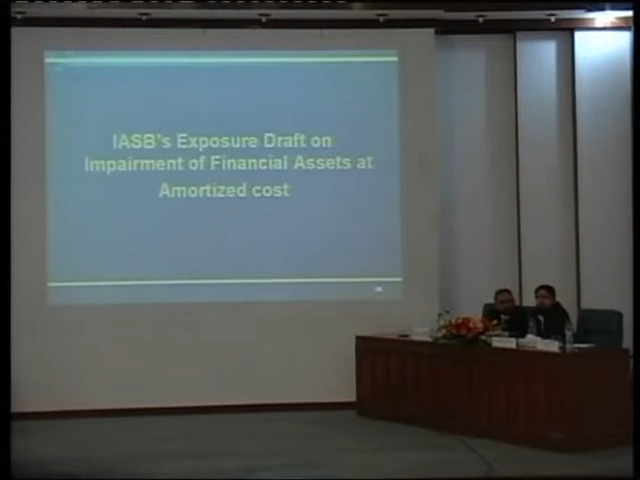 IASB's Exposure Draft on
Impairment of Financial Assets at
Amortized cost